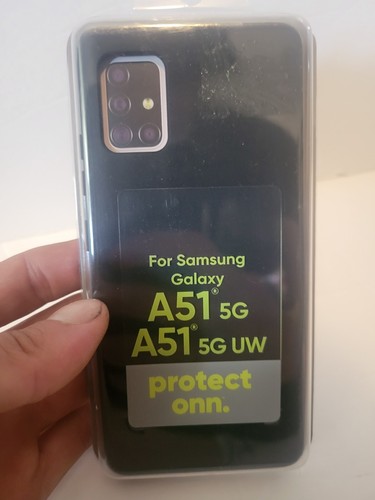 For Samsung
Galaxy
A51® 5G
A51® 5G UW
protect
onn.